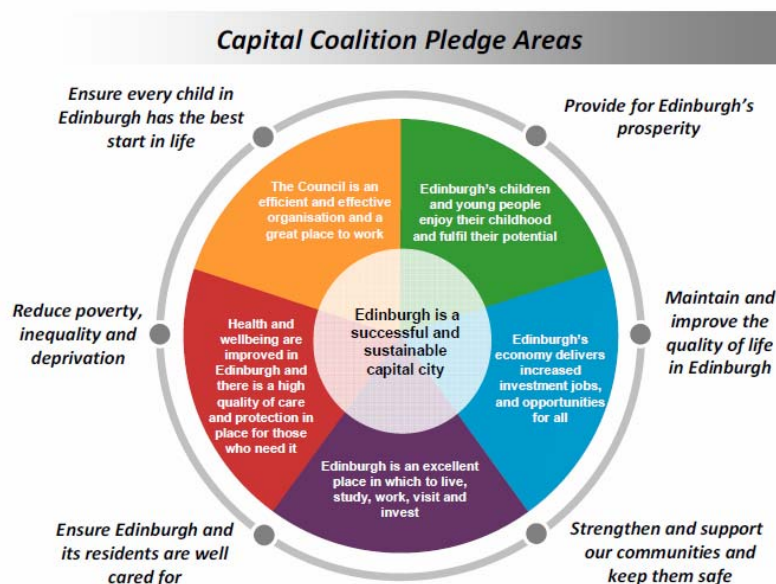 Capital Coalition Pledge Areas
Ensure every child in
Edinburgh has the best
start in life
Provide for Edinburgh's
prosperity
The Council is an
efficient and effective
organisation and a
great place to work
Edinburgh's children
and young people
enjoy their childhood
and fulfil their potential
Reduce poverty,
inequality and
deprivation
Health and
wellbeing are
improved in
Edinburgh and
there is a high
quality of care
and protection in
place for those
who need it
Edinburgh is a
successful and
sustainable
capital city
Edinburgh's
economy delivers
increased
investment jobs,
and opportunities
for all
Maintain and
improve the
quality of life
in Edinburgh
Edinburgh is an excellent
place in which to live,
study, work, visit and
invest
Ensure Edinburgh and
its residents are well
cared for
Strengthen and support
our communities and
keep them safe